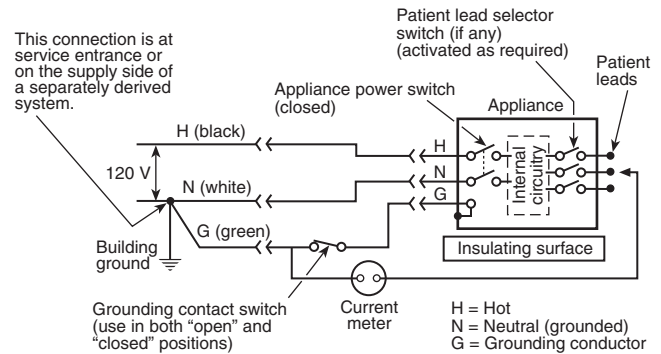 This connection is at
service entrance or
on the supply side of
a separately derived
system.
Patient lead selector
switch (if any)
(activated as required)
Patient
leads
Appliance power switch
(closed)
Appliance
H (black)
H
120 V
N (white)
N
Internal
circuitry
G
G (green)
Building
ground
Insulating surface
Grounding contact switch
(use in both “open” and
“closed” positions)
Current
meter
H = Hot
N = Neutral (grounded)
G = Grounding conductor